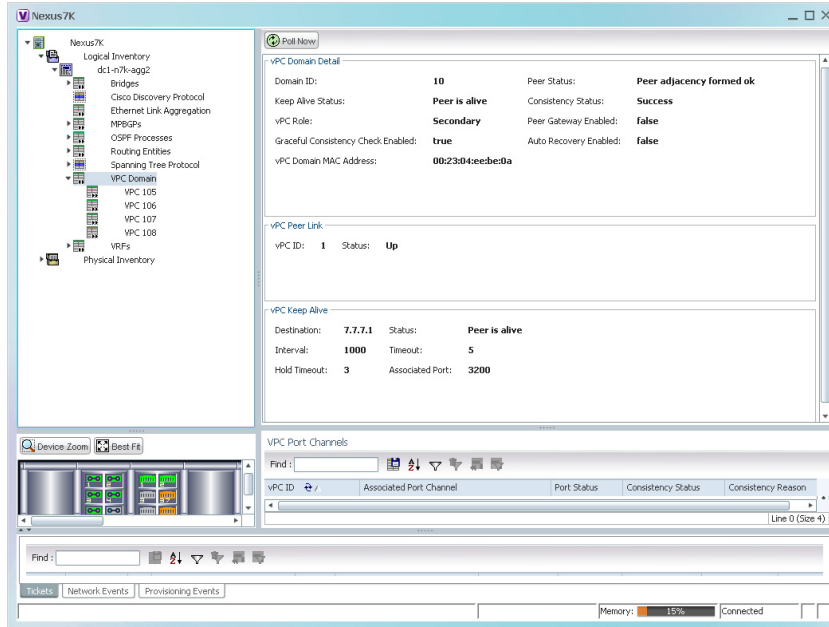 Nexus7K
Nexus7K
Logical Inventory
dc1-n7k-agg2
Bridges
Cisco Discovery Protocol
Ethernet Link Aggregation
MPBGPs
OSPF Processes
Routing Entities
Spanning Tree Protocol
VPC Domain
VPC 105
VPC 106
VPC 107
VPC 108
VRFs
Physical Inventory
Poll Now
vPC Domain Detail
Domain ID: 10 Peer Status: Peer adjacency formed ok
Keep Alive Status: Peer is alive Consistency Status: Success
vPC Role: Secondary Peer Gateway Enabled: false
Graceful Consistency Check Enabled: true Auto Recovery Enabled: false
vPC Domain MAC Address: 00:23:04:ee:be:0a
vPC Peer Link
vPC ID: 1 Status: Up
vPC Keep Alive
Destination: 7.7.7.1 Status: Peer is alive
Interval: 1000 Timeout: 5
Hold Timeout: 3 Associated Port: 3200
Device Zoom Best Fit
VPC Port Channels
Find :
vPC ID Associated Port Channel Port Status Consistency Status Consistency Reason
Line 0 (Size 4)
Find :
Tickets Network Events Provisioning Events
Memory: 15% Connected